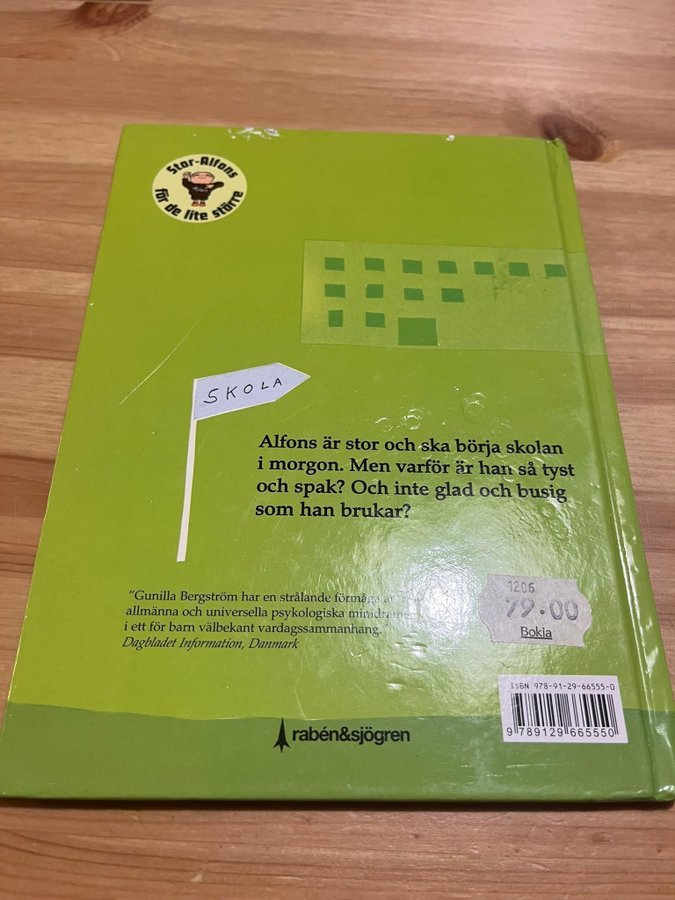 Stor-Alfons
för de lite större
SKOLA
Alfons är stor och ska börja skolan
i morgon. Men varför är han så tyst
och spak? Och inte glad och busig
som han brukar?
"Gunilla Bergström har en strålande förmåga
allmänna och universella psykologiska
i ett för barn välbekant vardagssammanhang."
Dagbladet Information, Danmark
1206
99.00
Bokia
ISBN 978-91-29-66555-0
9 789129 665550
rabén&sjögren